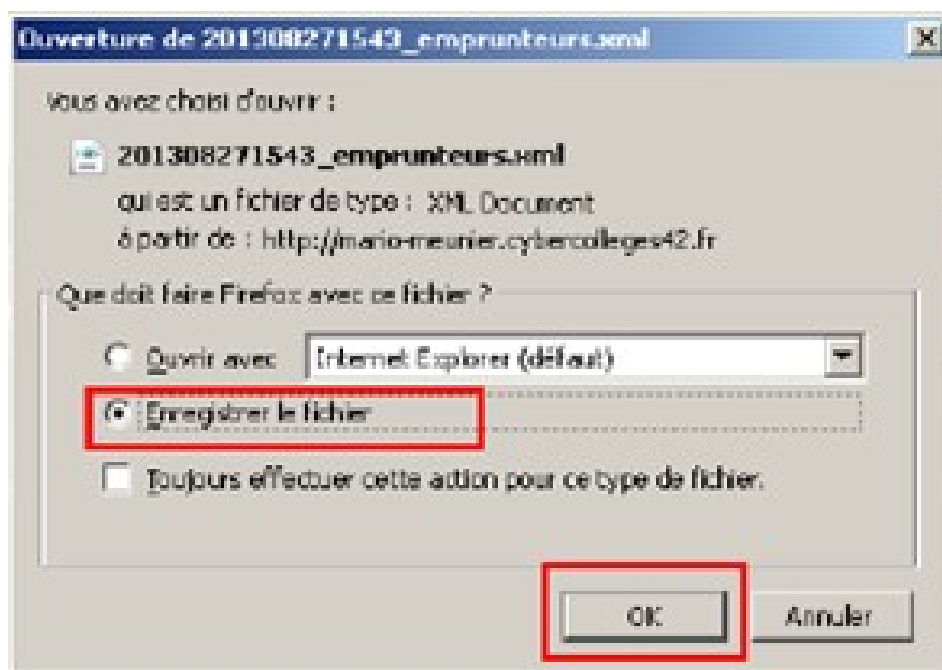 Ouverture de 201308271543_emprunteurs.xml
Vous avez choisi d'ouvrir :
201308271543_emprunteurs.xml
qui est un fichier de type : XML Document
à partir de : http://mario-meunier.cybercolleges42.fr
Que doit faire Firefox avec ce fichier ?
Ouvrir avec Internet Explorer (défaut)
Enregistrer le fichier
Toujours effectuer cette action pour ce type de fichier.
OK Annuler